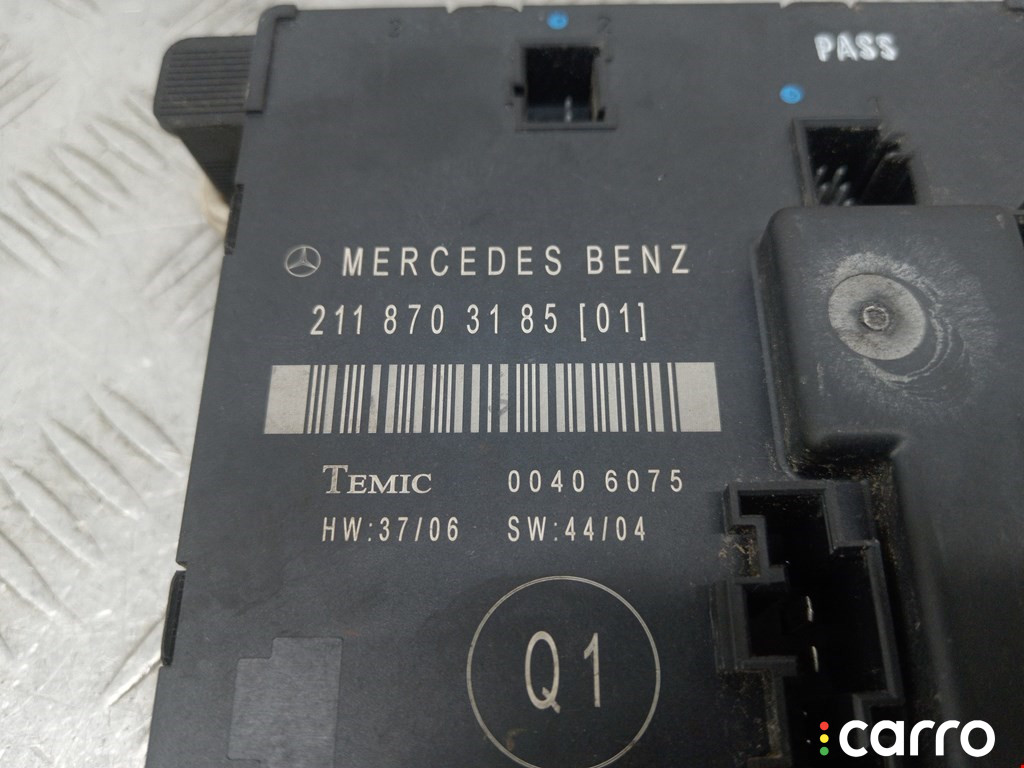 PASS
MERCEDES BENZ
211 870 31 85 [01]
TEMIC 0040 6075
HW:37/06 SW:44/04
Q1
carro